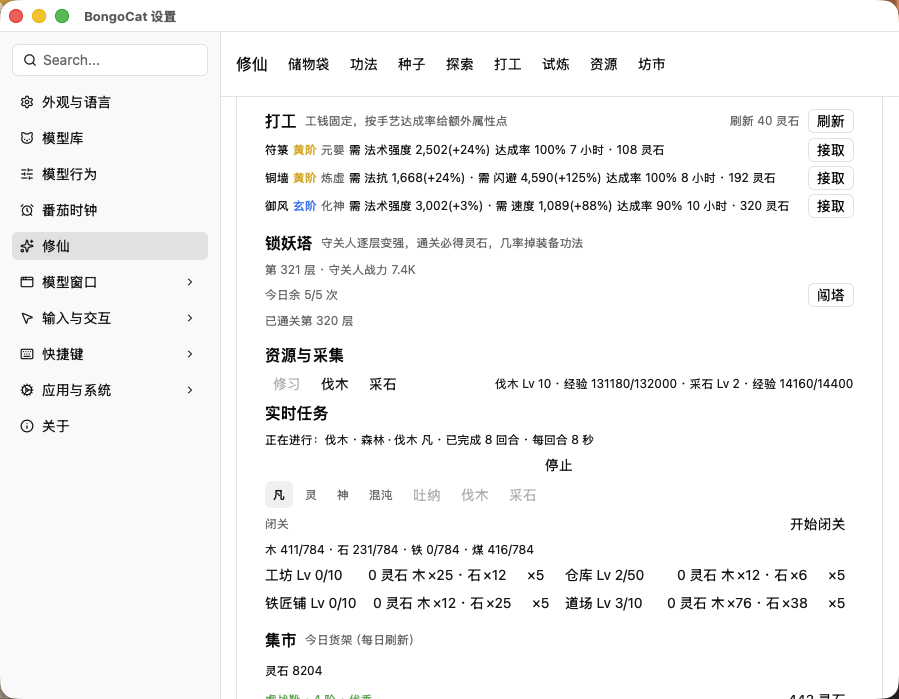 BongoCat 设置
Search...
外观与语言
模型库
模型行为
番茄时钟
修仙
模型窗口
输入与交互
快捷键
应用与系统
关于
修仙 储物袋 功法 种子 探索 打工 试炼 资源 坊市
打工 工钱固定，按手艺达成率给额外属性点 刷新 40 灵石 刷新
符箓 黄阶 元婴 需 法术强度 2,502(+24%) 达成率 100% 7 小时 · 108 灵石 接取
铜墙 黄阶 炼虚 需 法抗 1,668(+24%) · 需 闪避 4,590(+125%) 达成率 100% 8 小时 · 192 灵石 接取
御风 玄阶 化神 需 法术强度 3,002(+3%) · 需 速度 1,089(+88%) 达成率 90% 10 小时 · 320 灵石 接取
锁妖塔 守关人逐层变强，通关必得灵石，几率掉装备功法
第 321 层 · 守关人战力 7.4K
今日余 5/5 次 闯塔
已通关第 320 层
资源与采集
修习 伐木 采石 伐木 Lv 10 · 经验 131180/132000 · 采石 Lv 2 · 经验 14160/14400
实时任务
正在进行：伐木 · 森林 · 伐木 凡 · 已完成 8 回合 · 每回合 8 秒
停止
凡 灵 神 混沌 吐纳 伐木 采石
闭关 开始闭关
木 411/784 · 石 231/784 · 铁 0/784 · 煤 416/784
工坊 Lv 0/10 0 灵石 木×25 · 石×12 ×5 仓库 Lv 2/50 0 灵石 木×12 · 石×6 ×5
铁匠铺 Lv 0/10 0 灵石 木×12 · 石×25 ×5 道场 Lv 3/10 0 灵石 木×76 · 石×38 ×5
集市 今日货架 (每日刷新)
灵石 8204